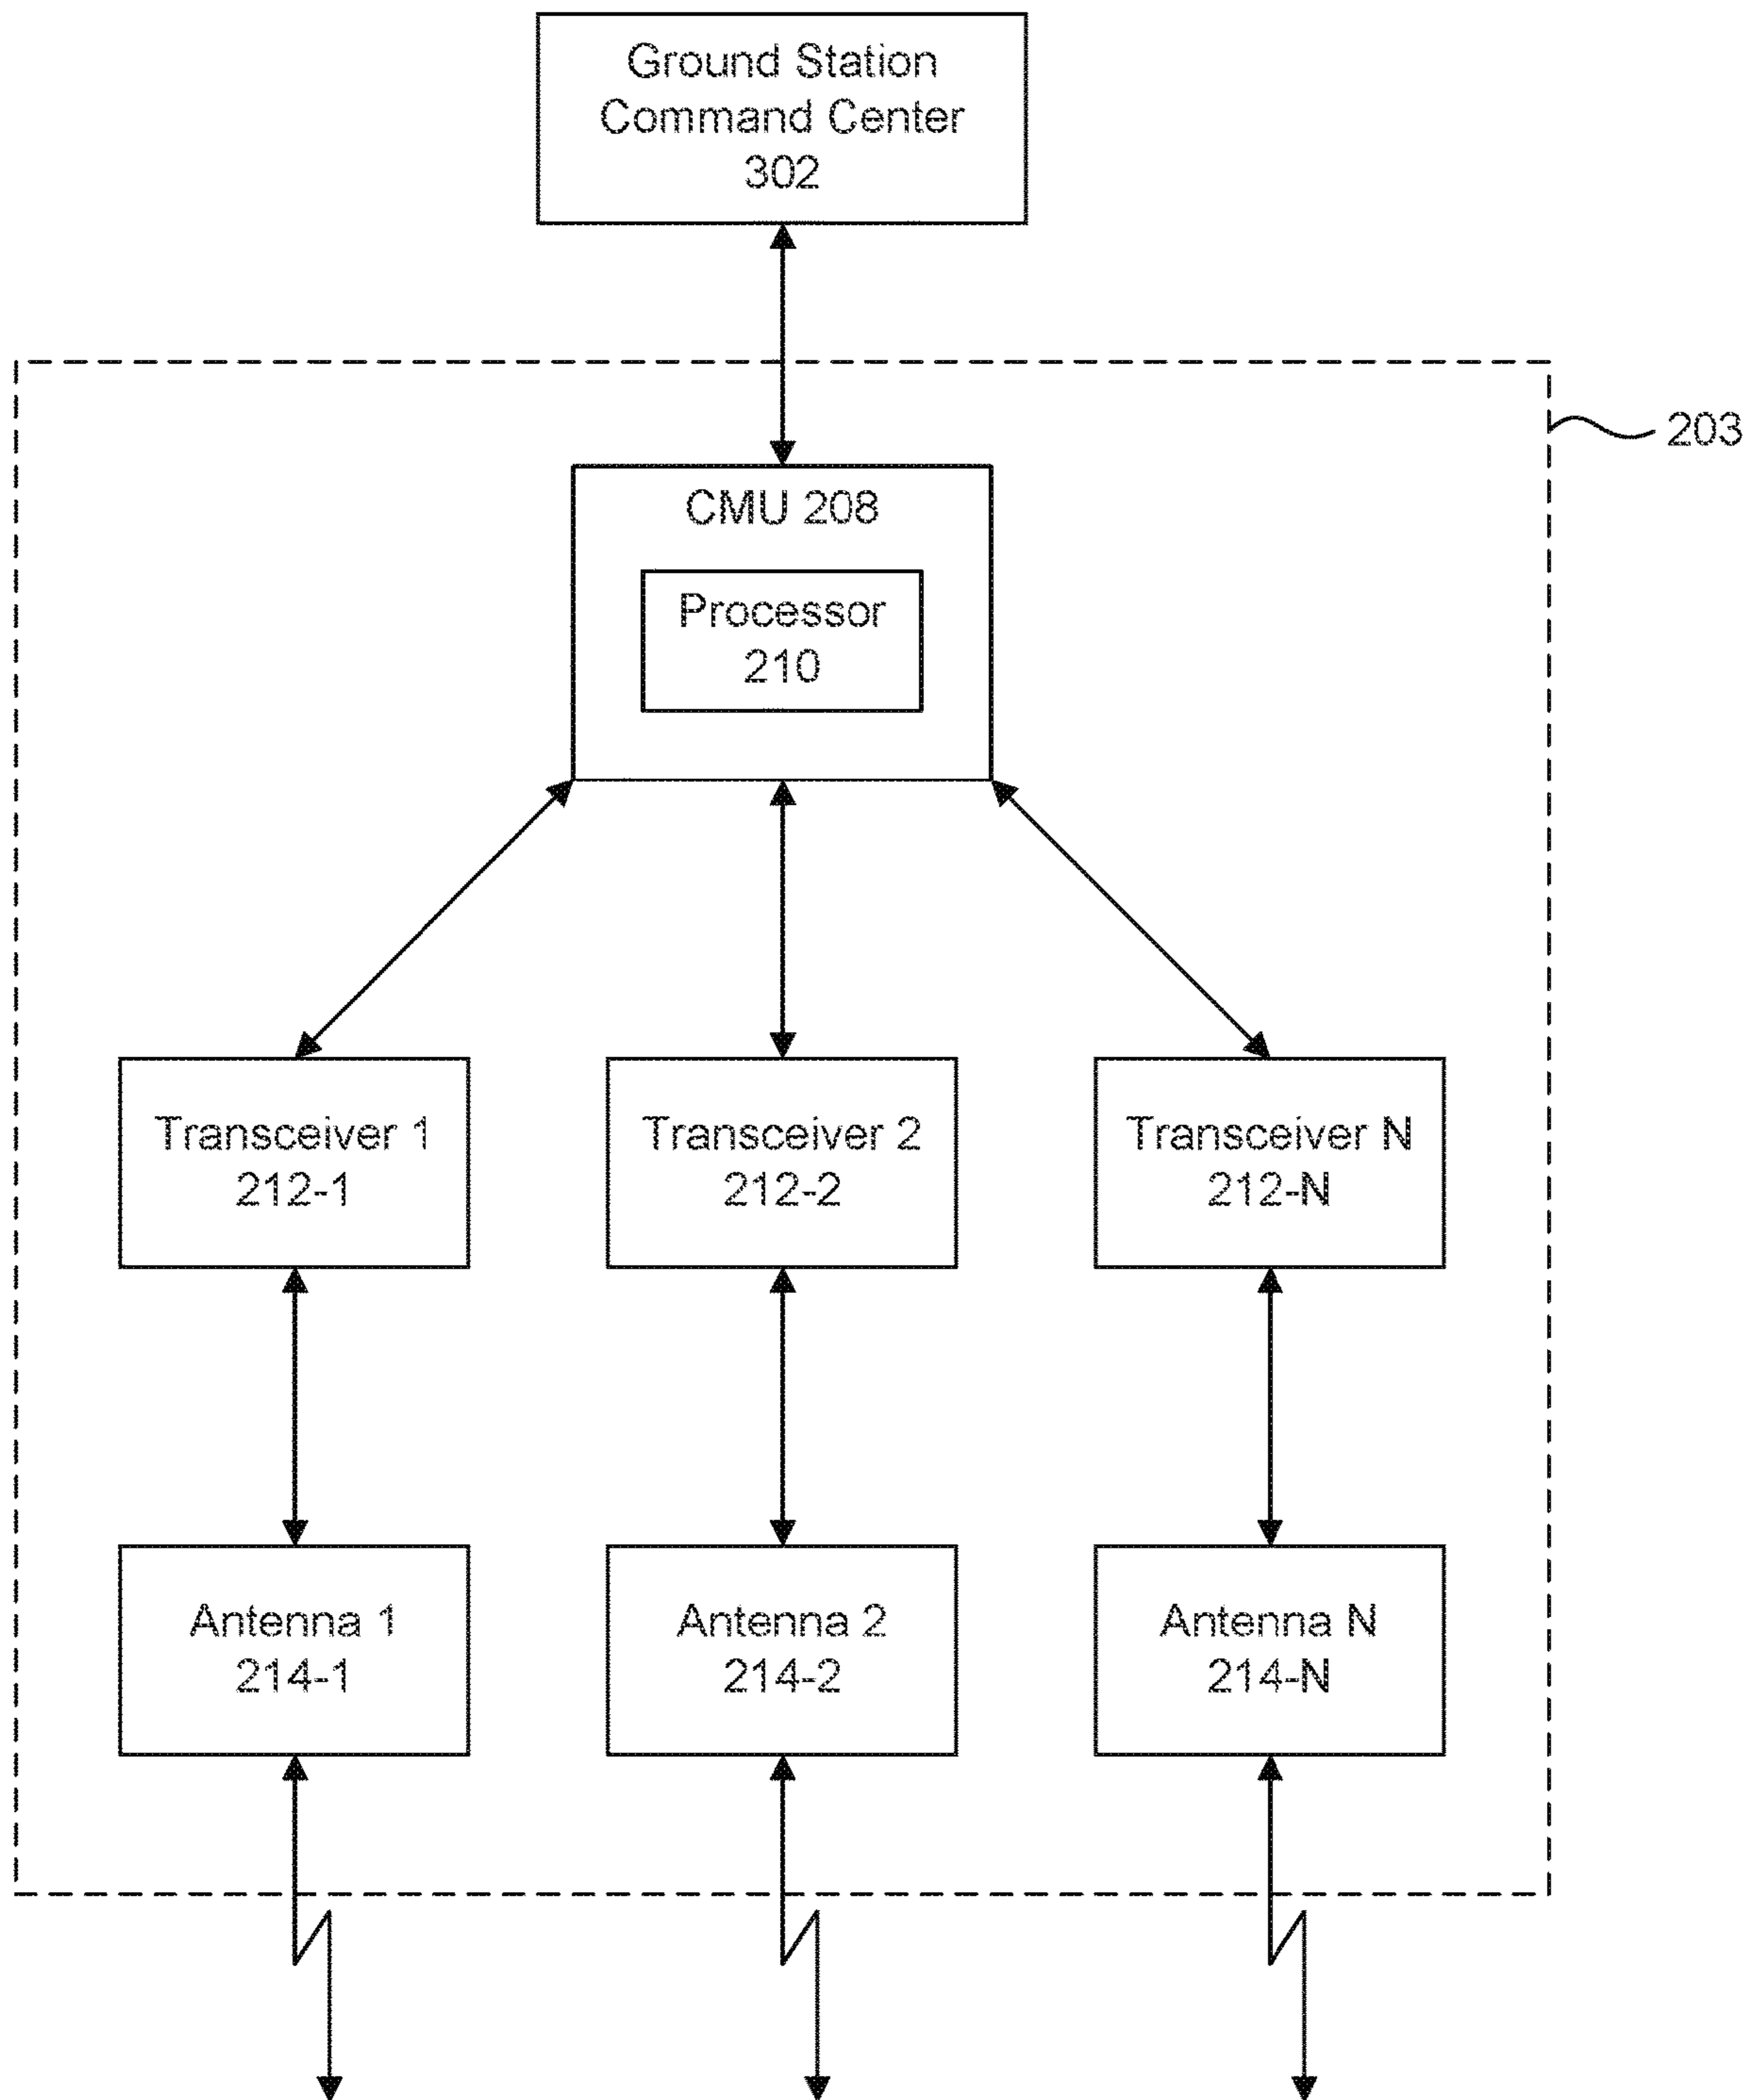 Ground Station
Command Center
302
203
CMU 208
Processor
210
Transceiver 1
212-1
Transceiver 2
212-2
Transceiver N
212-N
Antenna 1
214-1
Antenna 2
214-2
Antenna N
214-N